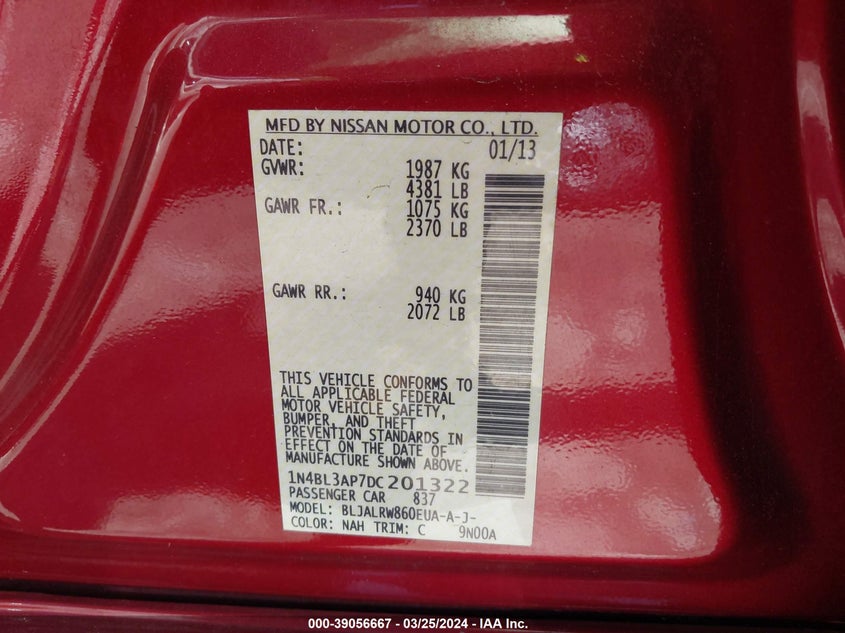 MFD BY NISSAN MOTOR CO., LTD.
DATE: 01/13
GVWR: 1987 KG
4381 LB
GAWR FR.: 1075 KG
2370 LB
GAWR RR.: 940 KG
2072 LB
THIS VEHICLE CONFORMS TO
ALL APPLICABLE FEDERAL
MOTOR VEHICLE SAFETY,
BUMPER, AND THEFT
PREVENTION STANDARDS IN
EFFECT ON THE DATE OF
MANUFACTURE SHOWN ABOVE.
1N4BL3AP7DC201322
PASSENGER CAR 837
MODEL: BLJALRW860EUA-A-J-
COLOR: NAH TRIM: C 9N00A
000-39056667 - 03/25/2024 - IAA Inc.